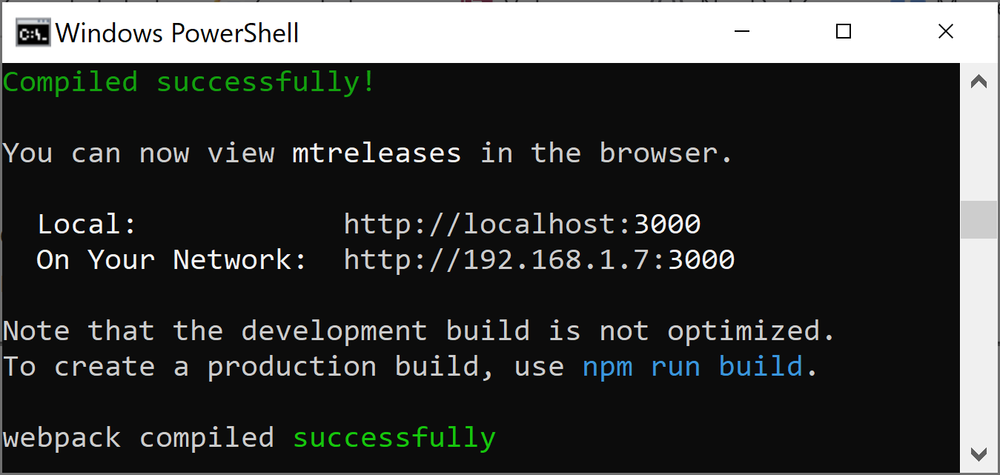 Windows PowerShell
Compiled successfully!
You can now view mtreleases in the browser.
Local: http://localhost:3000
On Your Network: http://192.168.1.7:3000
Note that the development build is not optimized.
To create a production build, use npm run build.
webpack compiled successfully